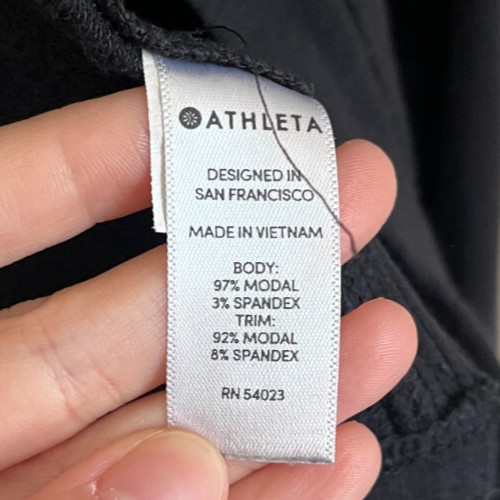 ATHLETA
DESIGNED IN
SAN FRANCISCO
MADE IN VIETNAM
BODY:
97% MODAL
3% SPANDEX
TRIM:
92% MODAL
8% SPANDEX
RN 54023